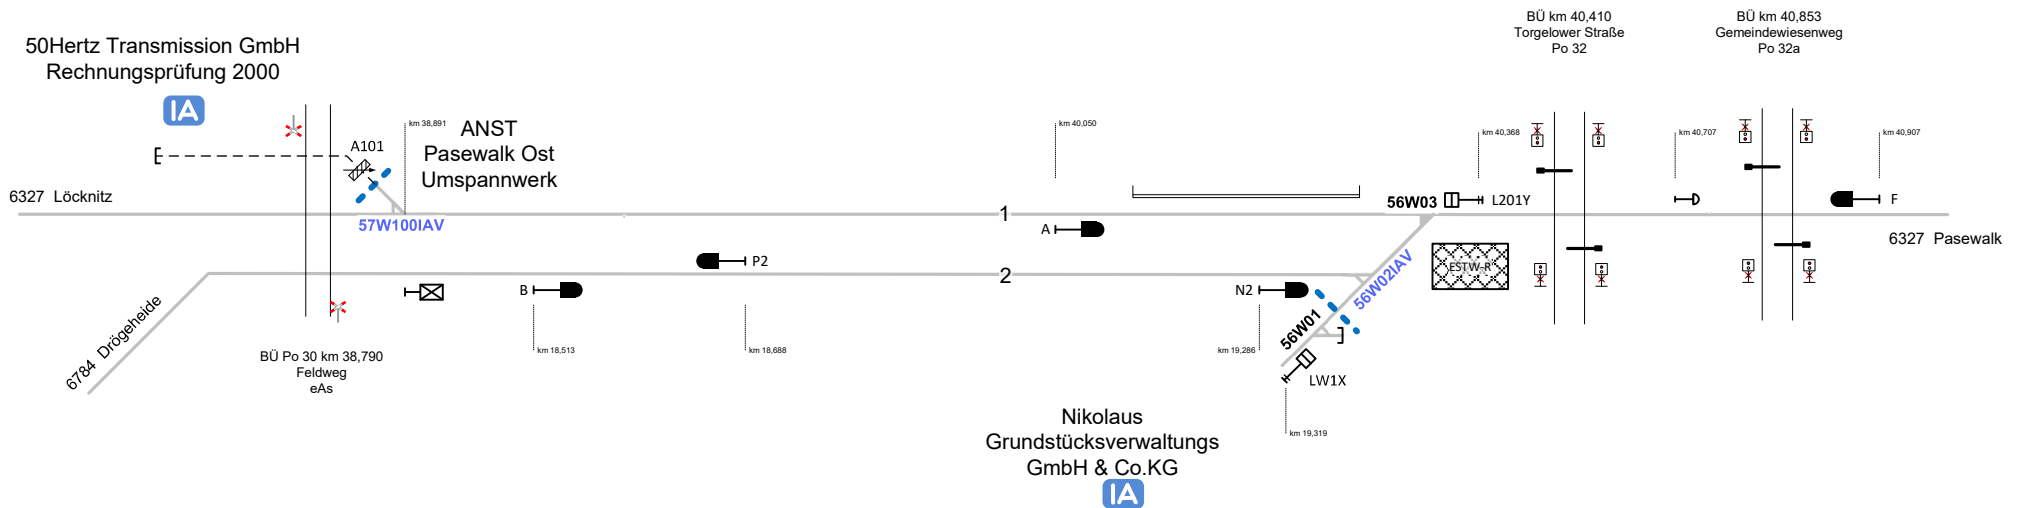 50Hertz Transmission GmbH
Rechnungsprüfung 2000
IA
6327 Löcknitz
A101
km 38,891
ANST
Pasewalk Ost
Umspannwerk
57W100IAV
BÜ Po 30 km 38,790
Feldweg
eAs
6784 Drögeheide
B
km 18,513
P2
km 18,688
1
2
A
km 40,050
N2
km 19,286
56W01
56W02IAV
56W03
LW1X
km 19,319
Nikolaus
Grundstücksverwaltungs
GmbH & Co.KG
IA
L201Y
km 40,368
ESTW-R
BÜ km 40,410
Torgelower Straße
Po 32
km 40,707
BÜ km 40,853
Gemeindewiesenweg
Po 32a
km 40,907
F
6327 Pasewalk